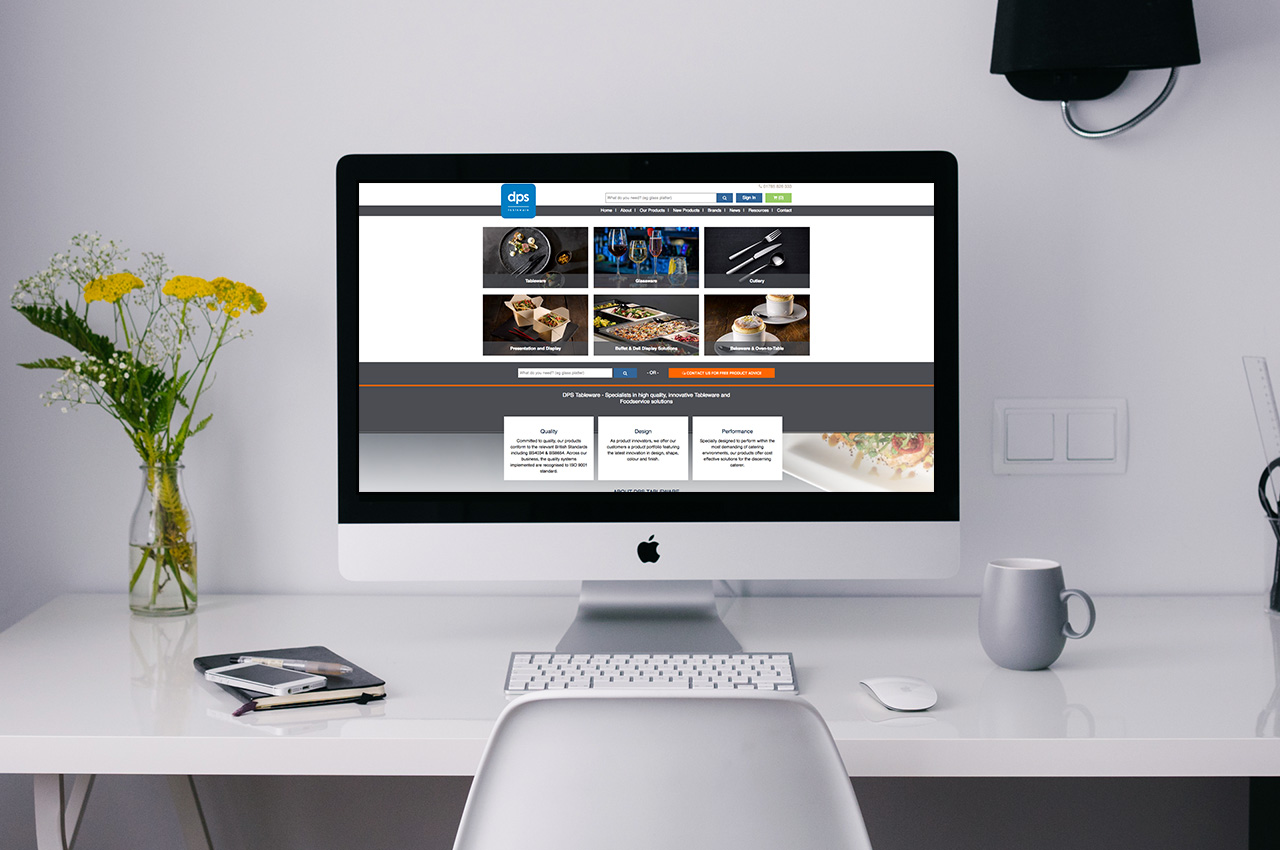 dps
TABLEWARE
What do you need? (eg glass platter)
Sign In
(0)
Home | About | Our Products | New Products | Brands | News | Resources | Contact
Tableware
Glassware
Cutlery
Presentation and Display
Buffet & Deli Display Solutions
Bakeware & Oven-to-Table
What do you need? (eg glass platter)
- OR -
CONTACT US FOR FREE PRODUCT ADVICE
DPS Tableware - Specialists in high quality, innovative Tableware and
Foodservice solutions
Quality
Committed to quality, our products
conform to the relevant British Standards
including BS4034 & BS8654. Across our
business, the quality systems
implemented are recognised to ISO 9001
standard.
Design
As product innovators, we offer our
customers a product portfolio featuring
the latest innovation in design, shape,
colour and finish.
Performance
Specially designed to perform within the
most demanding of catering
environments, our products offer cost
effective solutions for the discerning
caterer.
ABOUT DPS TABLEWARE